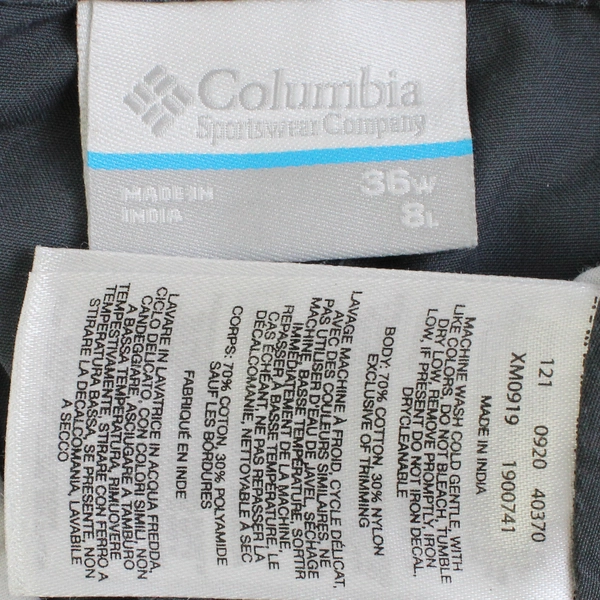 Columbia
Sportswear Company
MADE IN
INDIA
36W
8L
121 0920 40370
XM0919 1900741
MADE IN INDIA
MACHINE WASH COLD GENTLE, WITH
LIKE COLORS, DO NOT BLEACH, TUMBLE
DRY LOW, REMOVE PROMPTLY, IRON
LOW, IF PRESENT DO NOT IRON DECAL,
DRYCLEANABLE
BODY: 70% COTTON, 30% NYLON
EXCLUSIVE OF TRIMMING
LAVAGE MACHINE À FROID, CYCLE DÉLICAT,
AVEC DES COULEURS SIMILAIRES, NE
PAS UTILISER D'EAU DE JAVEL, SÉCHAGE
MACHINE, BASSE TEMPÉRATURE, SORTIR
IMMÉDIATEMENT DE LA MACHINE,
REPASSER À BASSE TEMPÉRATURE, LE
CAS ÉCHEANT, NE PAS REPASSER LA
DÉCALCOMANIE, NETTOYABLE À SEC
CORPS: 70% COTON, 30% POLYAMIDE
SAUF LES BORDURES
FABRIQUÉ EN INDE
LAVARE IN LAVATRICE IN ACQUA FREDDA,
CICLO DELICATO, CON COLORI SIMILI, NON
CANDEGGIARE, ASCIUGARE A TAMBURO
A BASSA TEMPERATURA, RIMUOVERE
TEMPESTIVAMENTE, STIRARE CON FERRO A
TEMPERATURA BASSA, SE PRESENTE, NON
STIRARE LA DECALCOMANIA, LAVABILE
A SECCO